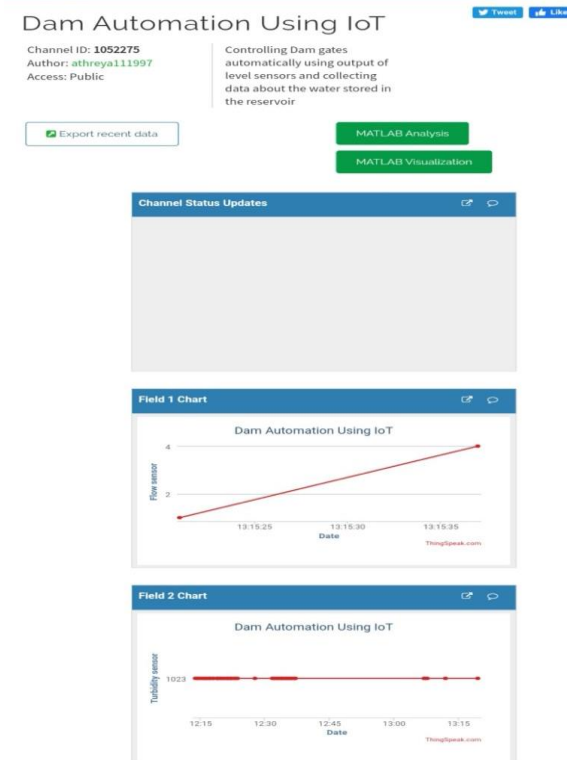 Dam Automation Using IoT
Tweet
Like
Channel ID: 1052275
Author: athreya111997
Access: Public
Controlling Dam gates
automatically using output of
level sensors and collecting
data about the water stored in
the reservoir
Export recent data
MATLAB Analysis
MATLAB Visualization
Channel Status Updates
Field 1 Chart
Dam Automation Using IoT
4
2
Flow sensor
13:15:25 13:15:30 13:15:35
Date
ThingSpeak.com
Field 2 Chart
Dam Automation Using IoT
Turbidity sensor
1023
12:15 12:30 12:45 13:00 13:15
Date
ThingSpeak.com